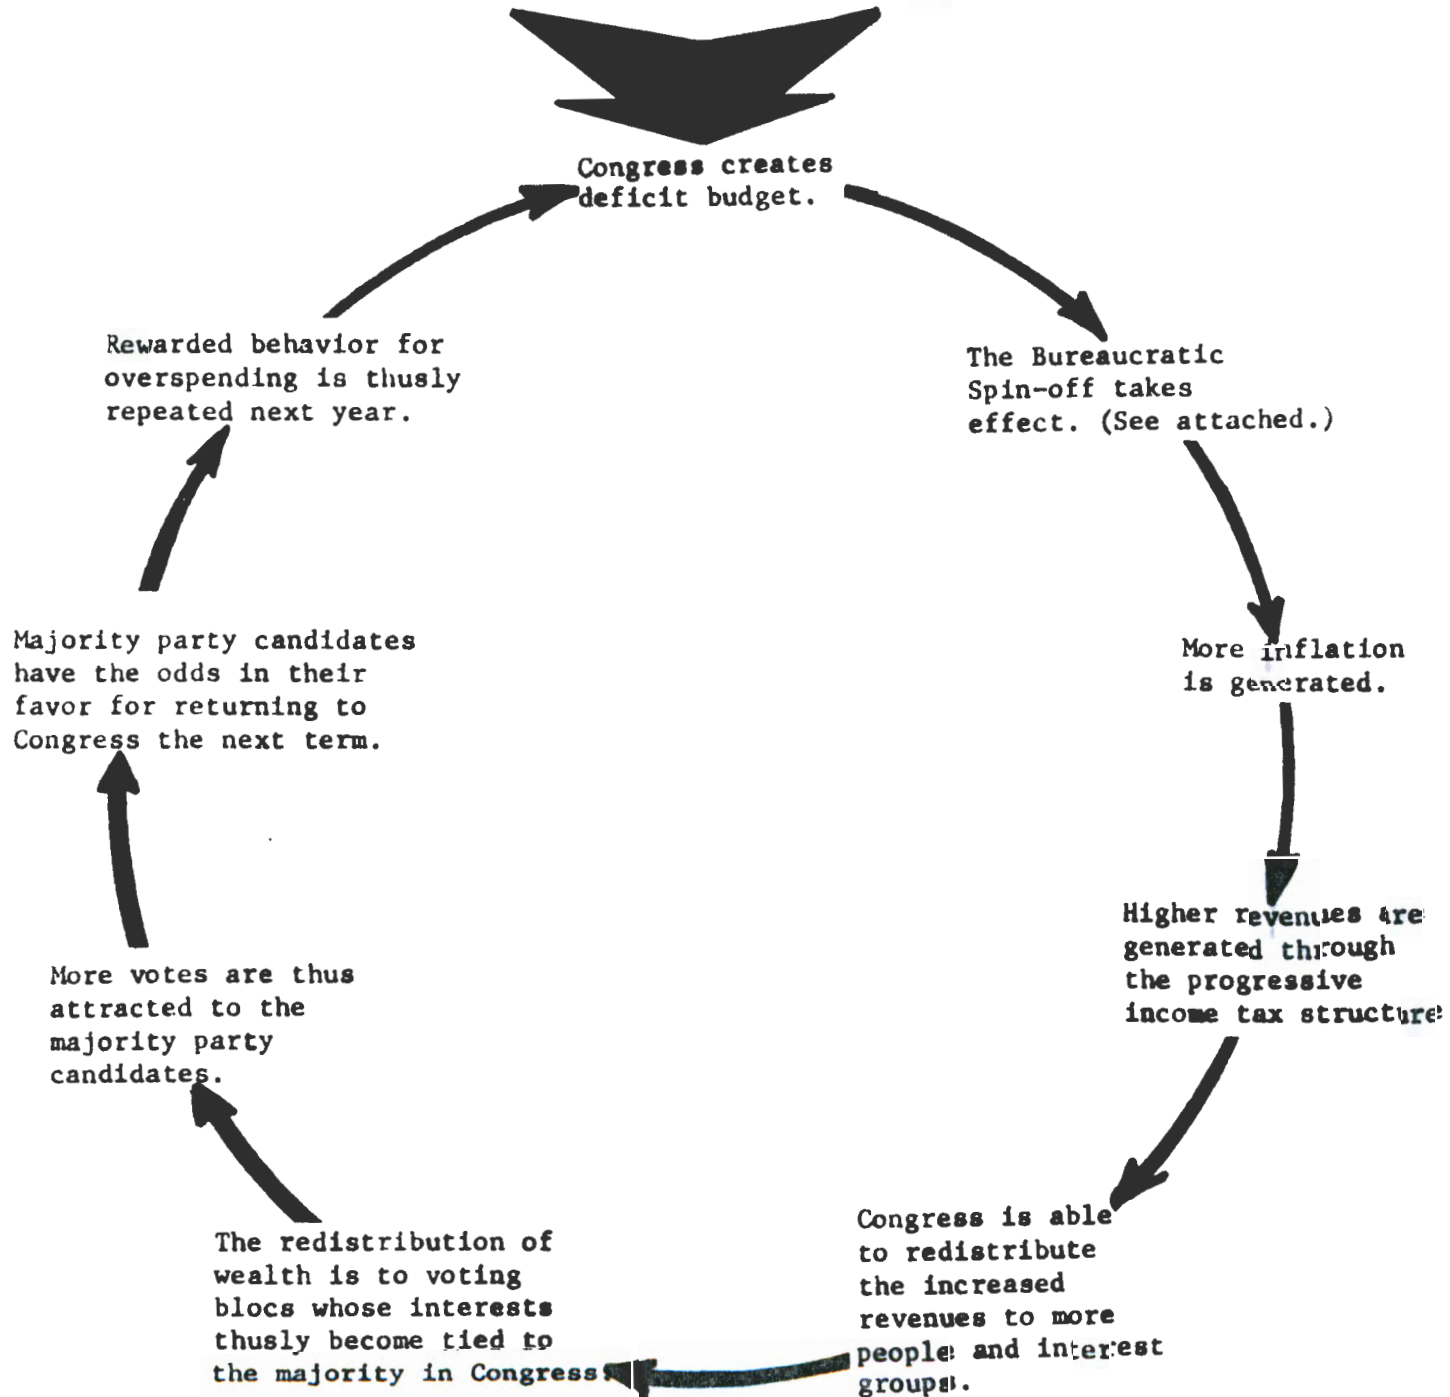 Congress creates
deficit budget.
The Bureaucratic
Spin-off takes
effect. (See attached.)
More inflation
is generated.
Higher revenues are
generated through
the progressive
income tax structure
Congress is able
to redistribute
the increased
revenues to more
people and interest
groups.
The redistribution of
wealth is to voting
blocs whose interests
thusly become tied to
the majority in Congress.
More votes are thus
attracted to the
majority party
candidates.
Majority party candidates
have the odds in their
favor for returning to
Congress the next term.
Rewarded behavior for
overspending is thusly
repeated next year.